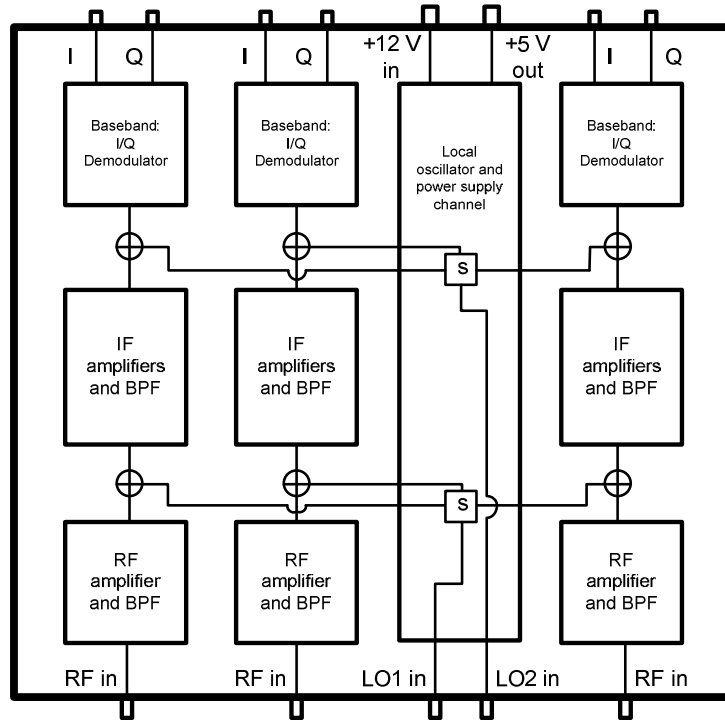 I Q I Q +12 V +5 V I Q
in out
Baseband:
I/Q
Demodulator
Baseband:
I/Q
Demodulator
Local
oscillator and
power supply
channel
Baseband:
I/Q
Demodulator
S
IF
amplifiers
and BPF
IF
amplifiers
and BPF
IF
amplifiers
and BPF
S
RF
amplifier
and BPF
RF
amplifier
and BPF
RF
amplifier
and BPF
RF in RF in LO1 in LO2 in RF in